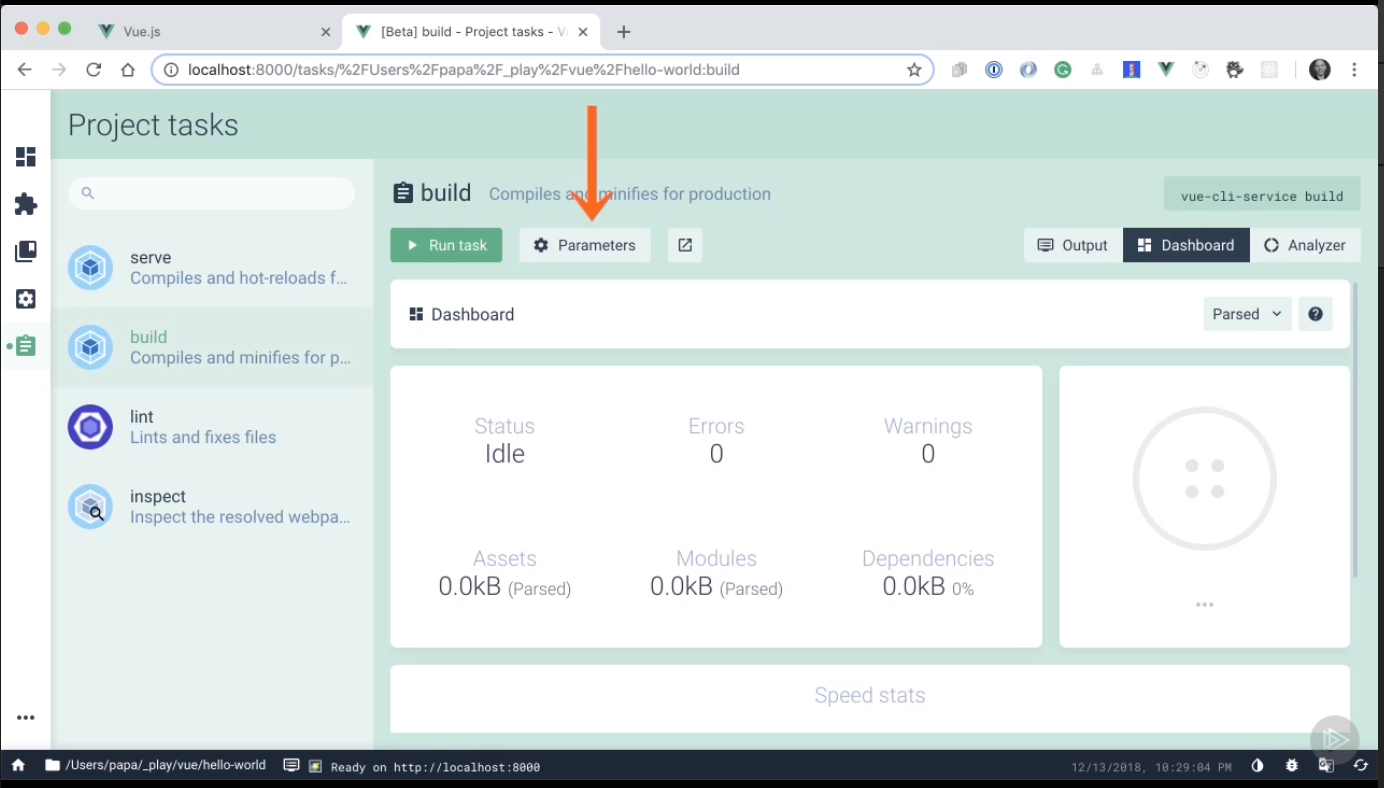 Vue.js
[Beta] build - Project tasks - V
localhost:8000/tasks/%2FUsers%2Fpapa%2F_play%2Fvue%2Fhello-world:build
Project tasks
serve
Compiles and hot-reloads f...
build
Compiles and minifies for p...
lint
Lints and fixes files
inspect
Inspect the resolved webpa...
build Compiles and minifies for production
vue-cli-service build
Run task Parameters
Output Dashboard Analyzer
Dashboard
Parsed
Status Errors Warnings
Idle 0 0
Assets Modules Dependencies
0.0kB (Parsed) 0.0kB (Parsed) 0.0kB 0%
Speed stats
/Users/papa/_play/vue/hello-world Ready on http://localhost:8000 12/13/2018, 10:29:04 PM